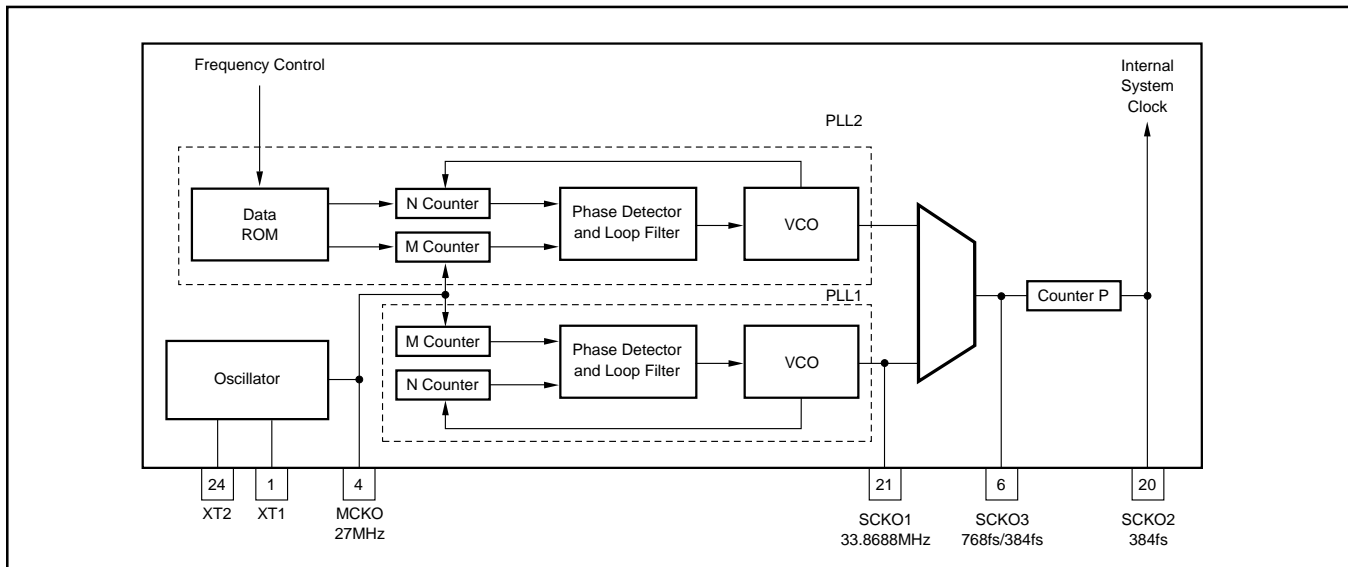 Frequency Control
Internal
System
Clock
PLL2
Data
ROM
N Counter
M Counter
Phase Detector
and Loop Filter
VCO
PLL1
M Counter
N Counter
Phase Detector
and Loop Filter
VCO
Counter P
Oscillator
24
1
4
21
6
20
XT2
XT1
MCKO
27MHz
SCKO1
33.8688MHz
SCKO3
768fs/384fs
SCKO2
384fs